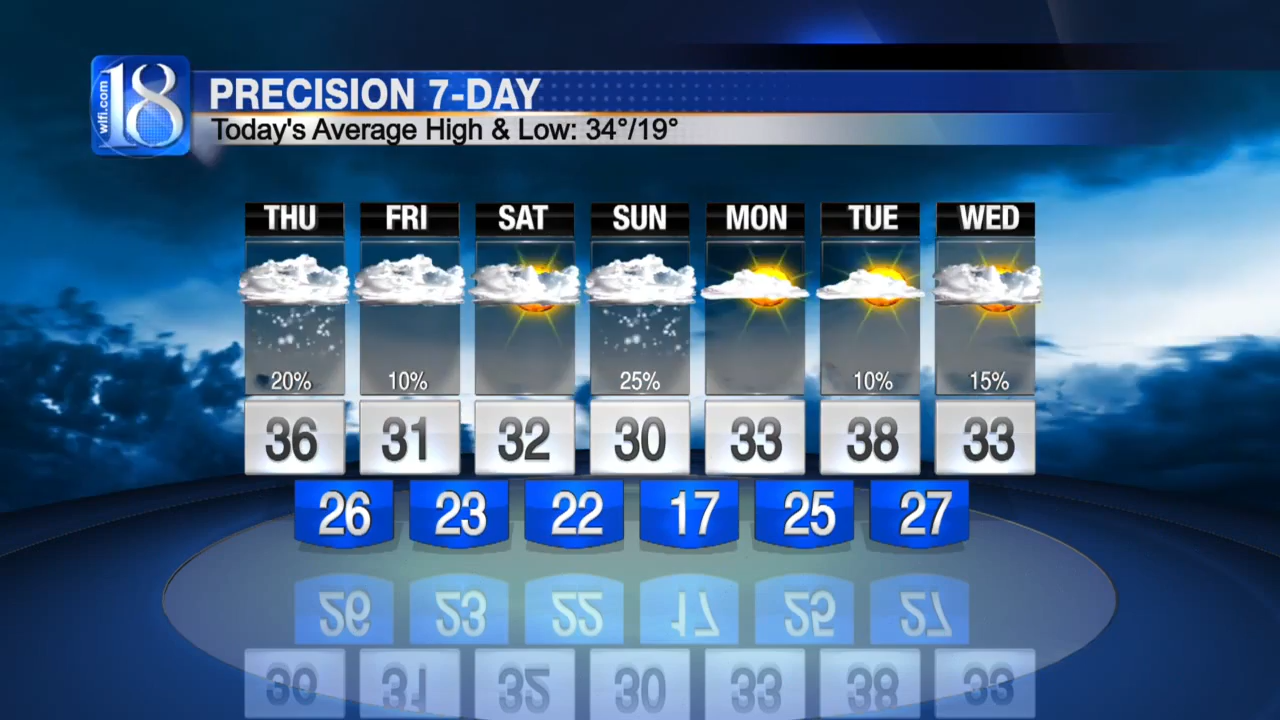 wlfi.com
18
PRECISION 7-DAY
Today's Average High & Low: 34°/19°
THU FRI SAT SUN MON TUE WED
20% 10% 25% 10% 15%
36 31 32 30 33 38 33
26 23 22 17 25 27